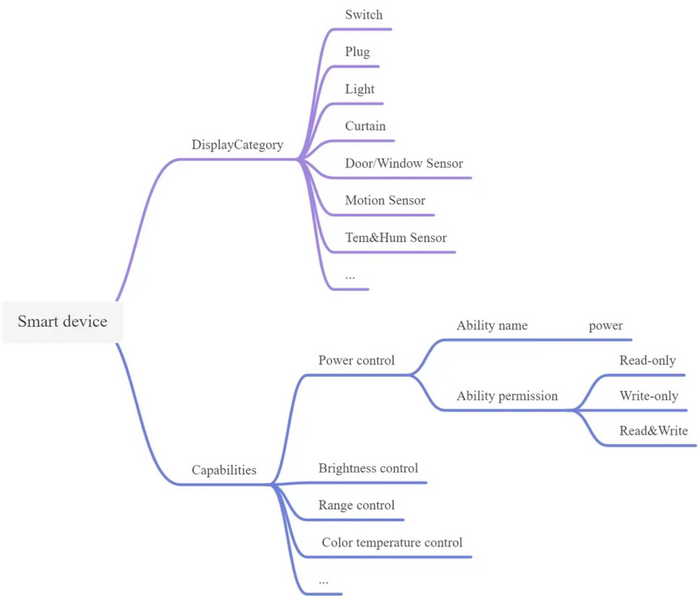 Switch
Plug
Light
Curtain
DisplayCategory
Door/Window Sensor
Motion Sensor
Tem&Hum Sensor
...
Smart device
Ability name power
Power control
Read-only
Ability permission
Write-only
Read&Write
Capabilities
Brightness control
Range control
Color temperature control
...